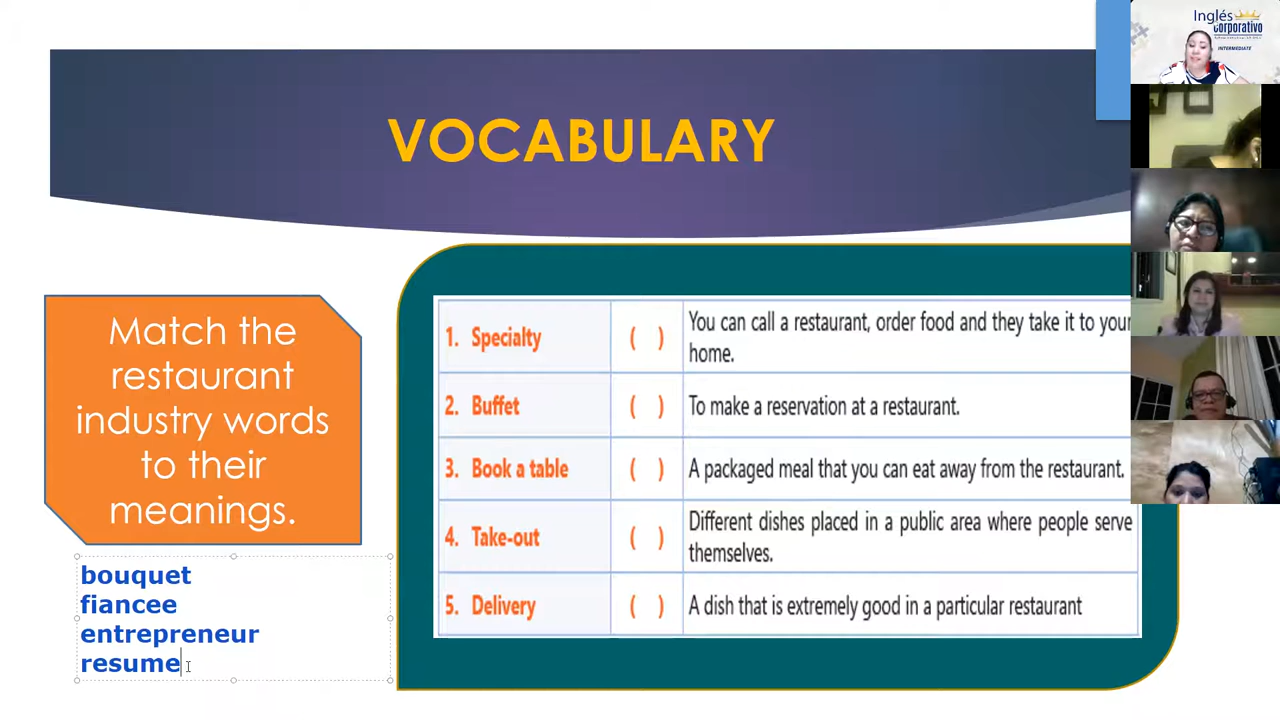 VOCABULARY
Inglés
Corporativo
INTERMEDIATE
Match the
restaurant
industry words
to their
meanings.
bouquet
fiancee
entrepreneur
resume
1. Specialty ( ) You can call a restaurant, order food and they take it to your
home.
2. Buffet ( ) To make a reservation at a restaurant.
3. Book a table ( ) A packaged meal that you can eat away from the restaurant.
4. Take-out ( ) Different dishes placed in a public area where people serve
themselves.
5. Delivery ( ) A dish that is extremely good in a particular restaurant